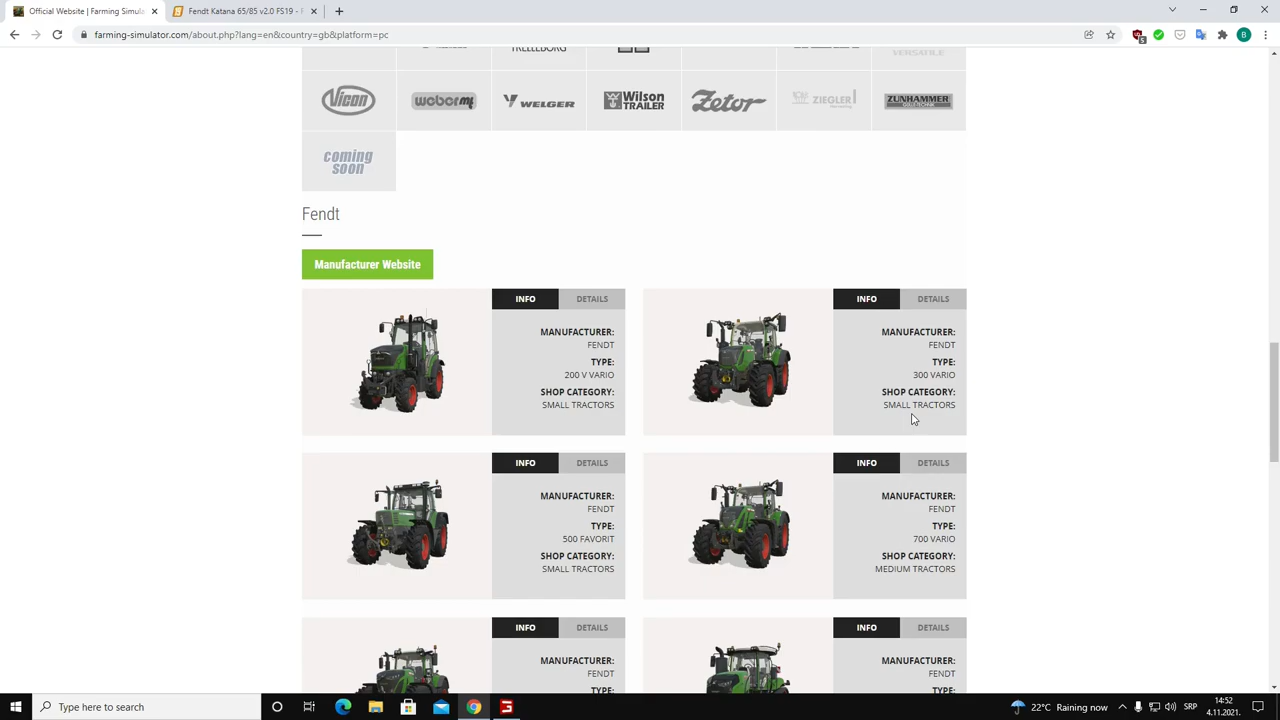 Official Website | Farming Simula
Fendt Katana 65/85 v2.0 FS19 - F
farming-simulator.com/about.php?lang=en&country=gb&platform=pc
5
B
TRELLEBORG
VERSATILE
Vicon
weber mt
WELGER
Wilson TRAILER
Zetor
ZIEGLER
ZUNHAMMER
coming
soon
Fendt
Manufacturer Website
INFO DETAILS
MANUFACTURER:
FENDT
TYPE:
200 V VARIO
SHOP CATEGORY:
SMALL TRACTORS
INFO DETAILS
MANUFACTURER:
FENDT
TYPE:
300 VARIO
SHOP CATEGORY:
SMALL TRACTORS
INFO DETAILS
MANUFACTURER:
FENDT
TYPE:
500 FAVORIT
SHOP CATEGORY:
SMALL TRACTORS
INFO DETAILS
MANUFACTURER:
FENDT
TYPE:
700 VARIO
SHOP CATEGORY:
MEDIUM TRACTORS
INFO DETAILS
MANUFACTURER:
FENDT
TYPE:
INFO DETAILS
MANUFACTURER:
FENDT
TYPE:
Type here to search
22°C Raining now
SRP
14:52
4.11.2021.